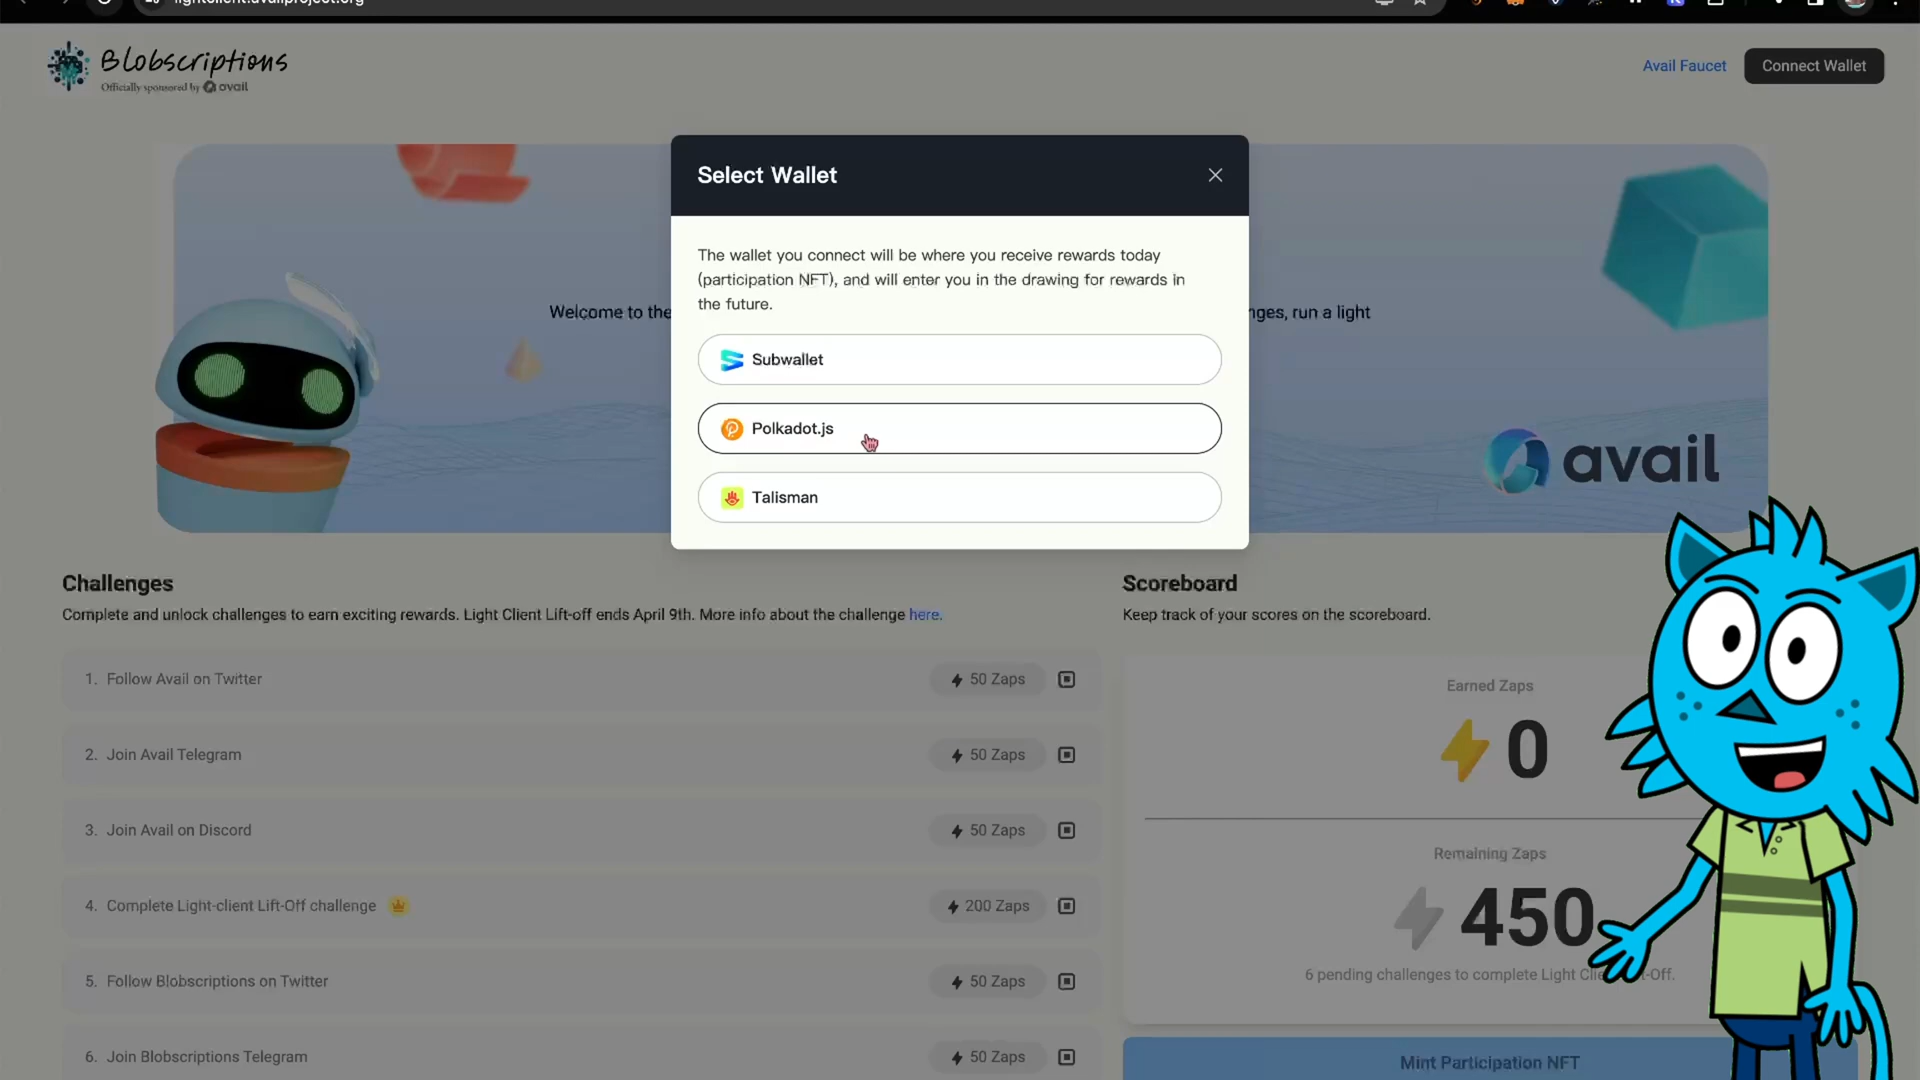 lightclient.availproject.org
Blobscriptions
Officially sponsored by avail
Avail Faucet
Connect Wallet
Select Wallet
The wallet you connect will be where you receive rewards today
(participation NFT), and will enter you in the drawing for rewards in
the future.
Welcome to the
nges, run a light
Subwallet
Polkadot.js
Talisman
avail
Challenges
Complete and unlock challenges to earn exciting rewards. Light Client Lift-off ends April 9th. More info about the challenge here.
1. Follow Avail on Twitter
50 Zaps
2. Join Avail Telegram
50 Zaps
3. Join Avail on Discord
50 Zaps
4. Complete Light-client Lift-Off challenge
200 Zaps
5. Follow Blobscriptions on Twitter
50 Zaps
6. Join Blobscriptions Telegram
50 Zaps
Scoreboard
Keep track of your scores on the scoreboard.
Earned Zaps
0
Remaining Zaps
450
6 pending challenges to complete Light Clie t-Off.
Mint Participation NFT